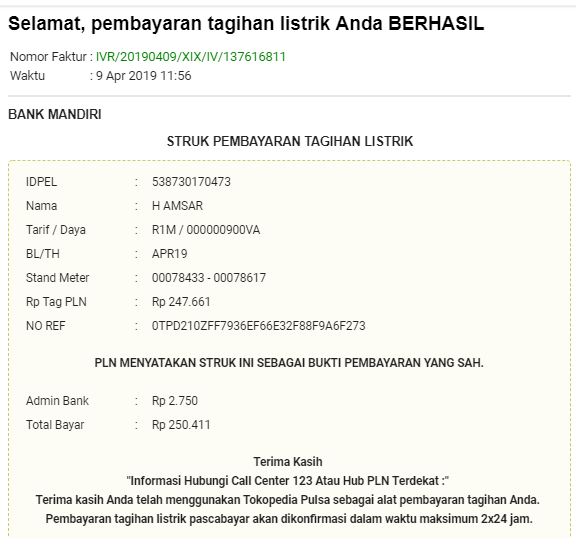 Selamat, pembayaran tagihan listrik Anda BERHASIL
Nomor Faktur : IVR/20190409/XIX/IV/137616811
Waktu : 9 Apr 2019 11:56
BANK MANDIRI
STRUK PEMBAYARAN TAGIHAN LISTRIK
IDPEL : 538730170473
Nama : H AMSAR
Tarif / Daya : R1M / 000000900VA
BL/TH : APR19
Stand Meter : 00078433 - 00078617
Rp Tag PLN : Rp 247.661
NO REF : 0TPD210ZFF7936EF66E32F88F9A6F273
PLN MENYATAKAN STRUK INI SEBAGAI BUKTI PEMBAYARAN YANG SAH.
Admin Bank : Rp 2.750
Total Bayar : Rp 250.411
Terima Kasih
"Informasi Hubungi Call Center 123 Atau Hub PLN Terdekat :"
Terima kasih Anda telah menggunakan Tokopedia Pulsa sebagai alat pembayaran tagihan Anda.
Pembayaran tagihan listrik pascabayar akan dikonfirmasi dalam waktu maksimum 2x24 jam.